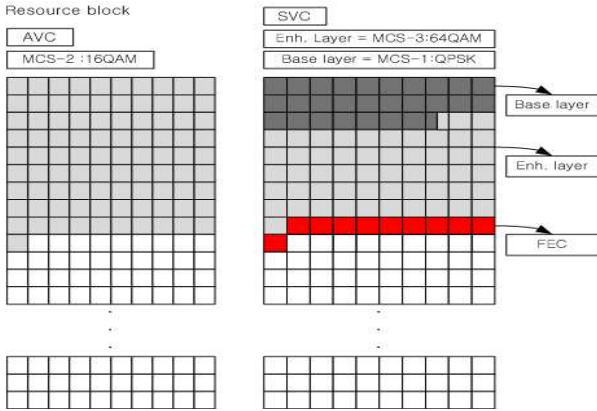 Resource block
AVC
MCS-2 :16QAM
SVC
Enh. Layer = MCS-3:64QAM
Base layer = MCS-1:QPSK
Base layer
Enh. layer
FEC